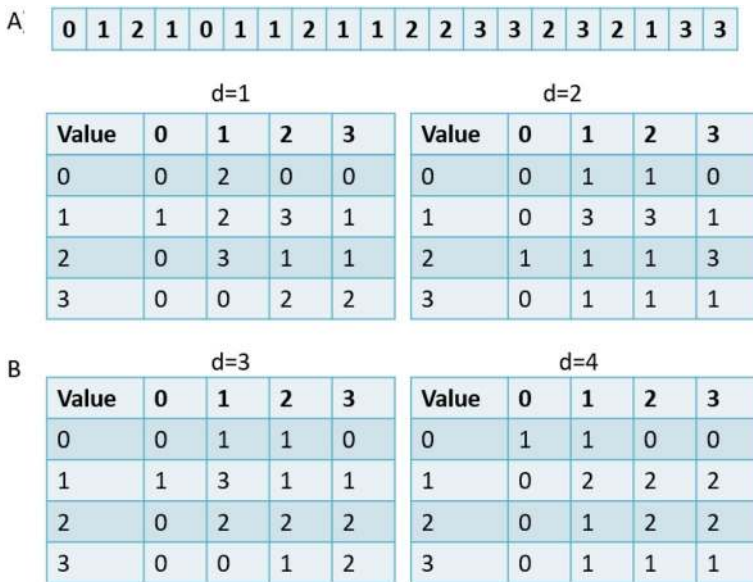 A)
0 1 2 1 0 1 1 2 1 1 2 2 3 3 2 3 2 1 3 3
d=1
Value 0 1 2 3
0 0 2 0 0
1 1 2 3 1
2 0 3 1 1
3 0 0 2 2
d=2
Value 0 1 2 3
0 0 1 1 0
1 0 3 3 1
2 1 1 1 3
3 0 1 1 1
B
d=3
Value 0 1 2 3
0 0 1 1 0
1 1 3 1 1
2 0 2 2 2
3 0 0 1 2
d=4
Value 0 1 2 3
0 1 1 0 0
1 0 2 2 2
2 0 1 2 2
3 0 1 1 1